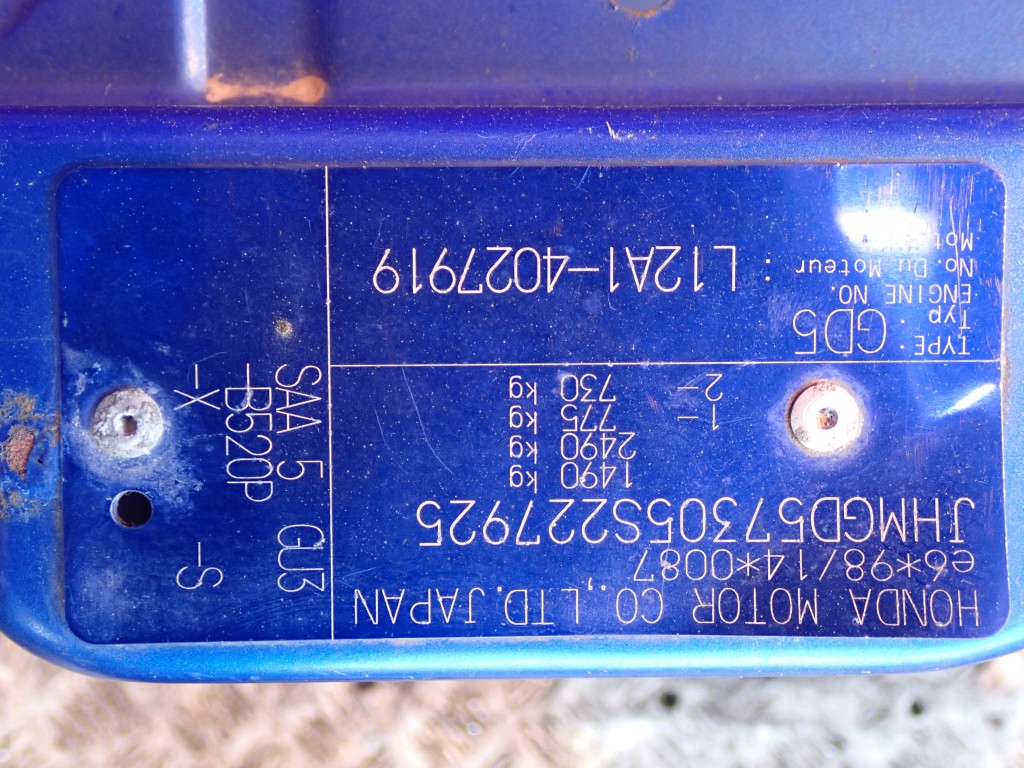 HONDA MOTOR CO.,LTD.JAPAN
e6*98/14*0087
JHMGD57305S227925
1490 kg
2490 kg
1- 775 kg
2- 730 kg
TYPE. GD5
Typ.
ENGINE NO.
No.Du Moteur : L12A1-4027919
-S GU3
SAA 5
-B520P
-X